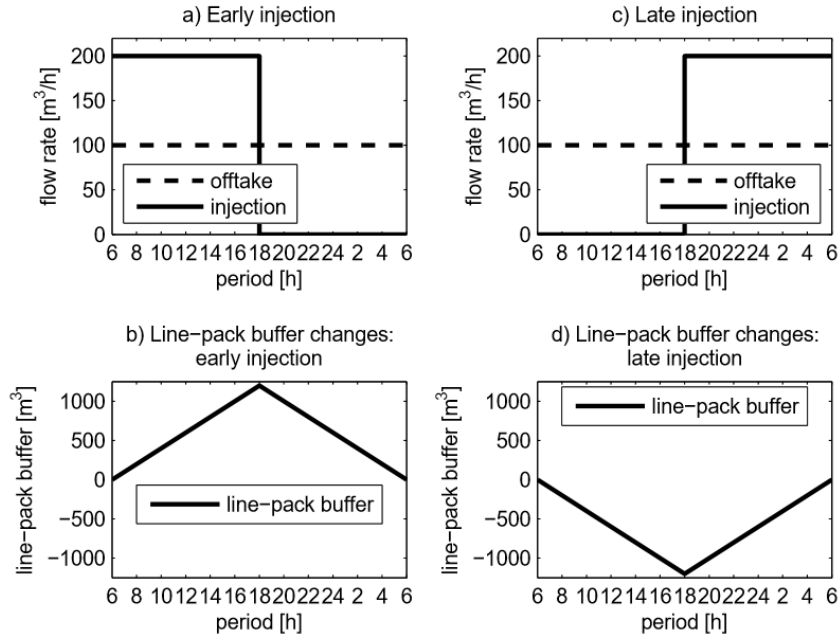 a) Early injection
flow rate [m³/h]
200
150
100
50
0
offtake
injection
6 8 10 12 14 16 18 20 22 24 2 4 6
period [h]
c) Late injection
flow rate [m³/h]
200
150
100
50
0
offtake
injection
6 8 10 12 14 16 18 20 22 24 2 4 6
period [h]
b) Line−pack buffer changes:
early injection
line−pack buffer [m³]
1000
500
0
−500
−1000
line−pack buffer
6 8 10 12 14 16 18 20 22 24 2 4 6
period [h]
d) Line−pack buffer changes:
late injection
line−pack buffer [m³]
1000
500
0
−500
−1000
line−pack buffer
6 8 10 12 14 16 18 20 22 24 2 4 6
period [h]